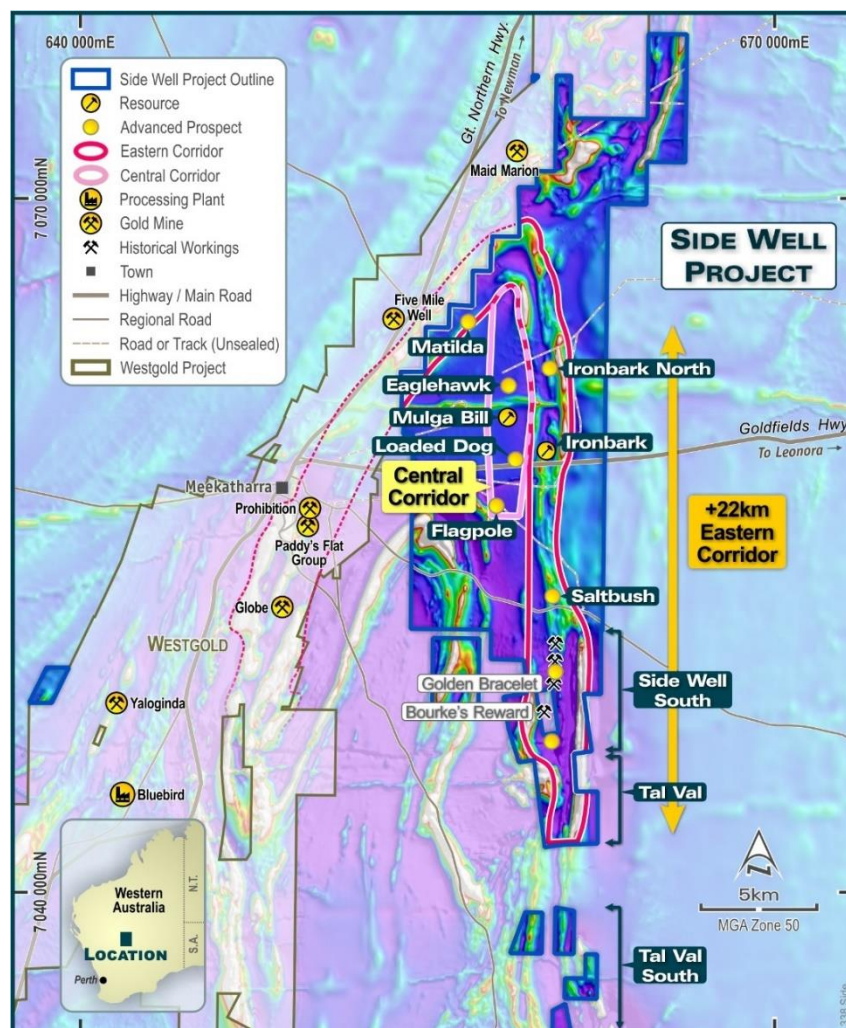 640 000mE
670 000mE
7 070 000mN
7 040 000mN
Side Well Project Outline
Resource
Advanced Prospect
Eastern Corridor
Central Corridor
Processing Plant
Gold Mine
Historical Workings
Town
Highway / Main Road
Regional Road
Road or Track (Unsealed)
Westgold Project
Gt. Northern Hwy.
To Newman
Maid Marion
SIDE WELL
PROJECT
Five Mile
Well
Matilda
Ironbark North
Eaglehawk
Mulga Bill
Loaded Dog
Ironbark
Goldfields Hwy
To Leonora
Meekatharra
Central
Corridor
Prohibition
Paddy's Flat
Group
Flagpole
+22km
Eastern
Corridor
Saltbush
Globe
WESTGOLD
Golden Bracelet
Bourke's Reward
Side Well
South
Yaloginda
Tal Val
Bluebird
Western
Australia
N.T.
S.A.
LOCATION
Perth
N
5km
MGA Zone 50
Tal Val
South